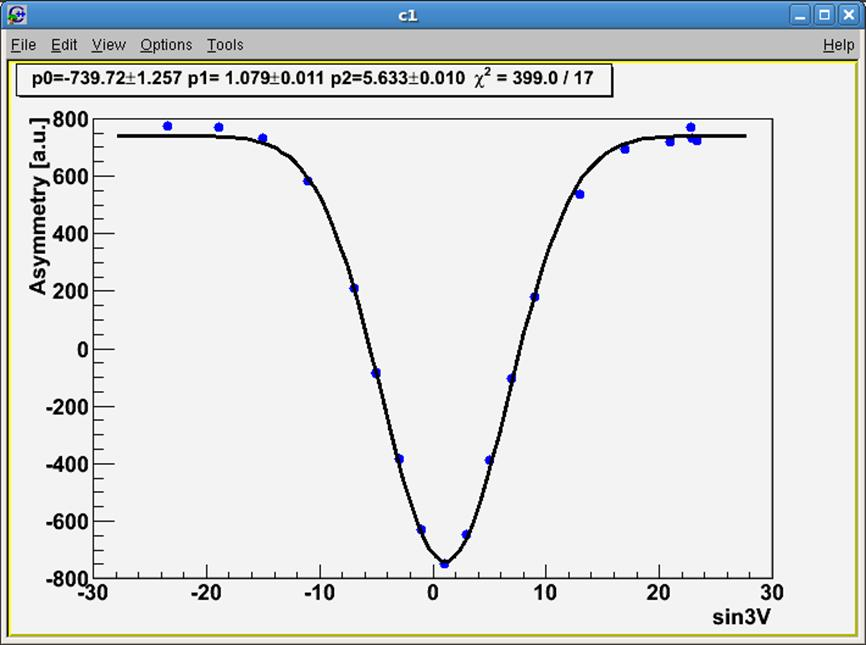 c1
File Edit View Options Tools Help
p0=-739.72±1.257 p1= 1.079±0.011 p2=5.633±0.010 χ² = 399.0 / 17
Asymmetry [a.u.]
800
600
400
200
0
-200
-400
-600
-800
-30 -20 -10 0 10 20 30
sin3V